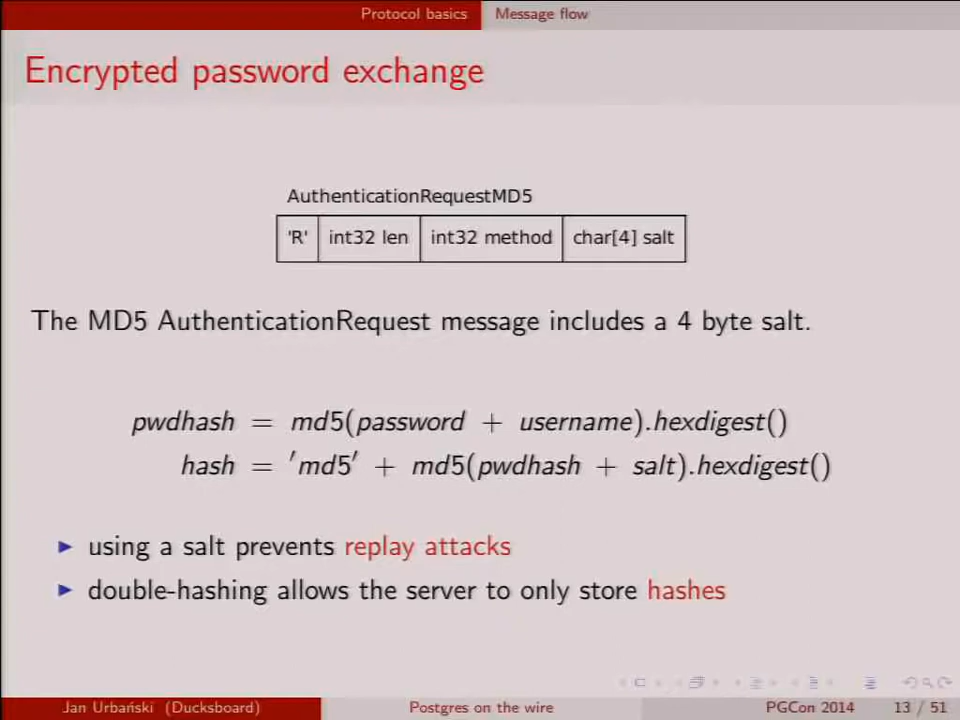 Protocol basics Message flow
Encrypted password exchange
AuthenticationRequestMD5
'R' int32 len int32 method char[4] salt
The MD5 AuthenticationRequest message includes a 4 byte salt.
pwdhash = md5(password + username).hexdigest()
hash = 'md5' + md5(pwdhash + salt).hexdigest()
▶ using a salt prevents replay attacks
▶ double-hashing allows the server to only store hashes
Jan Urbański (Ducksboard) Postgres on the wire PGCon 2014 13 / 51